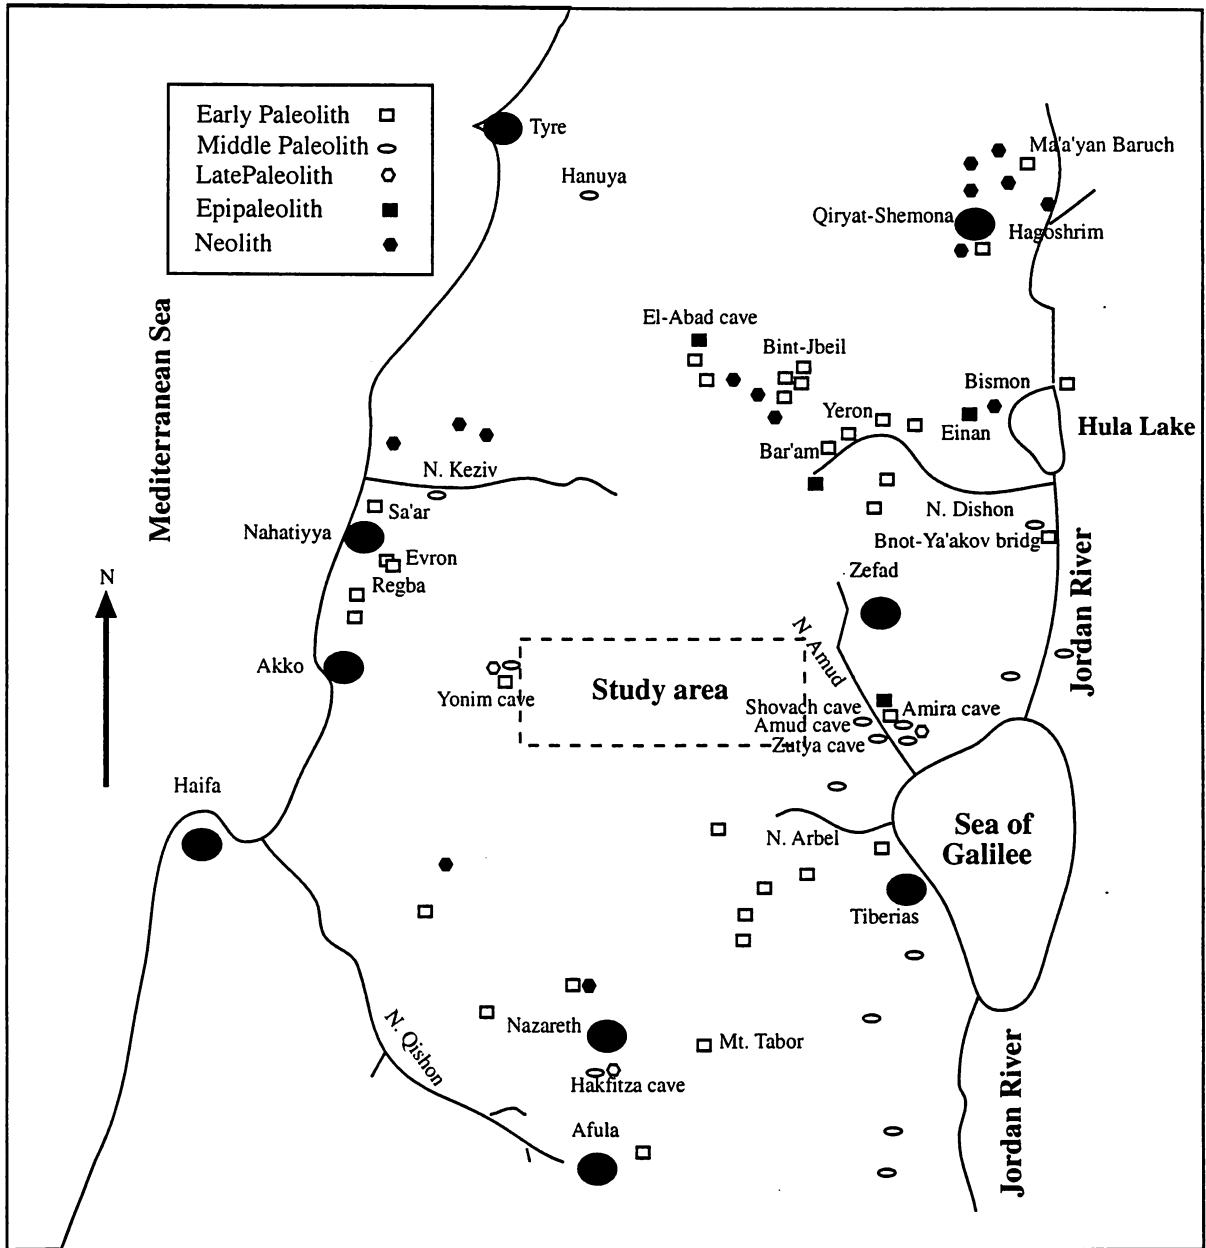 Early Paleolith
Middle Paleolith
LatePaleolith
Epipaleolith
Neolith
Tyre
Hanuya
Ma'a'yan Baruch
Qiryat-Shemona
Hagoshrim
Mediterranean Sea
El-Abad cave
Bint-Jbeil
Bismon
Yeron
Einan
Hula Lake
Bar'am
N. Keziv
Sa'ar
N. Dishon
Nahatiyya
Bnot-Ya'akov bridg
Evron
Regba
Zefad
N
Jordan River
N. Amud
Akko
Yonim cave
Study area
Shovach cave
Amira cave
Amud cave
Zutya cave
Haifa
Sea of
Galilee
N. Arbel
Tiberias
N. Qishon
Nazareth
Mt. Tabor
Hakfitza cave
Jordan River
Afula